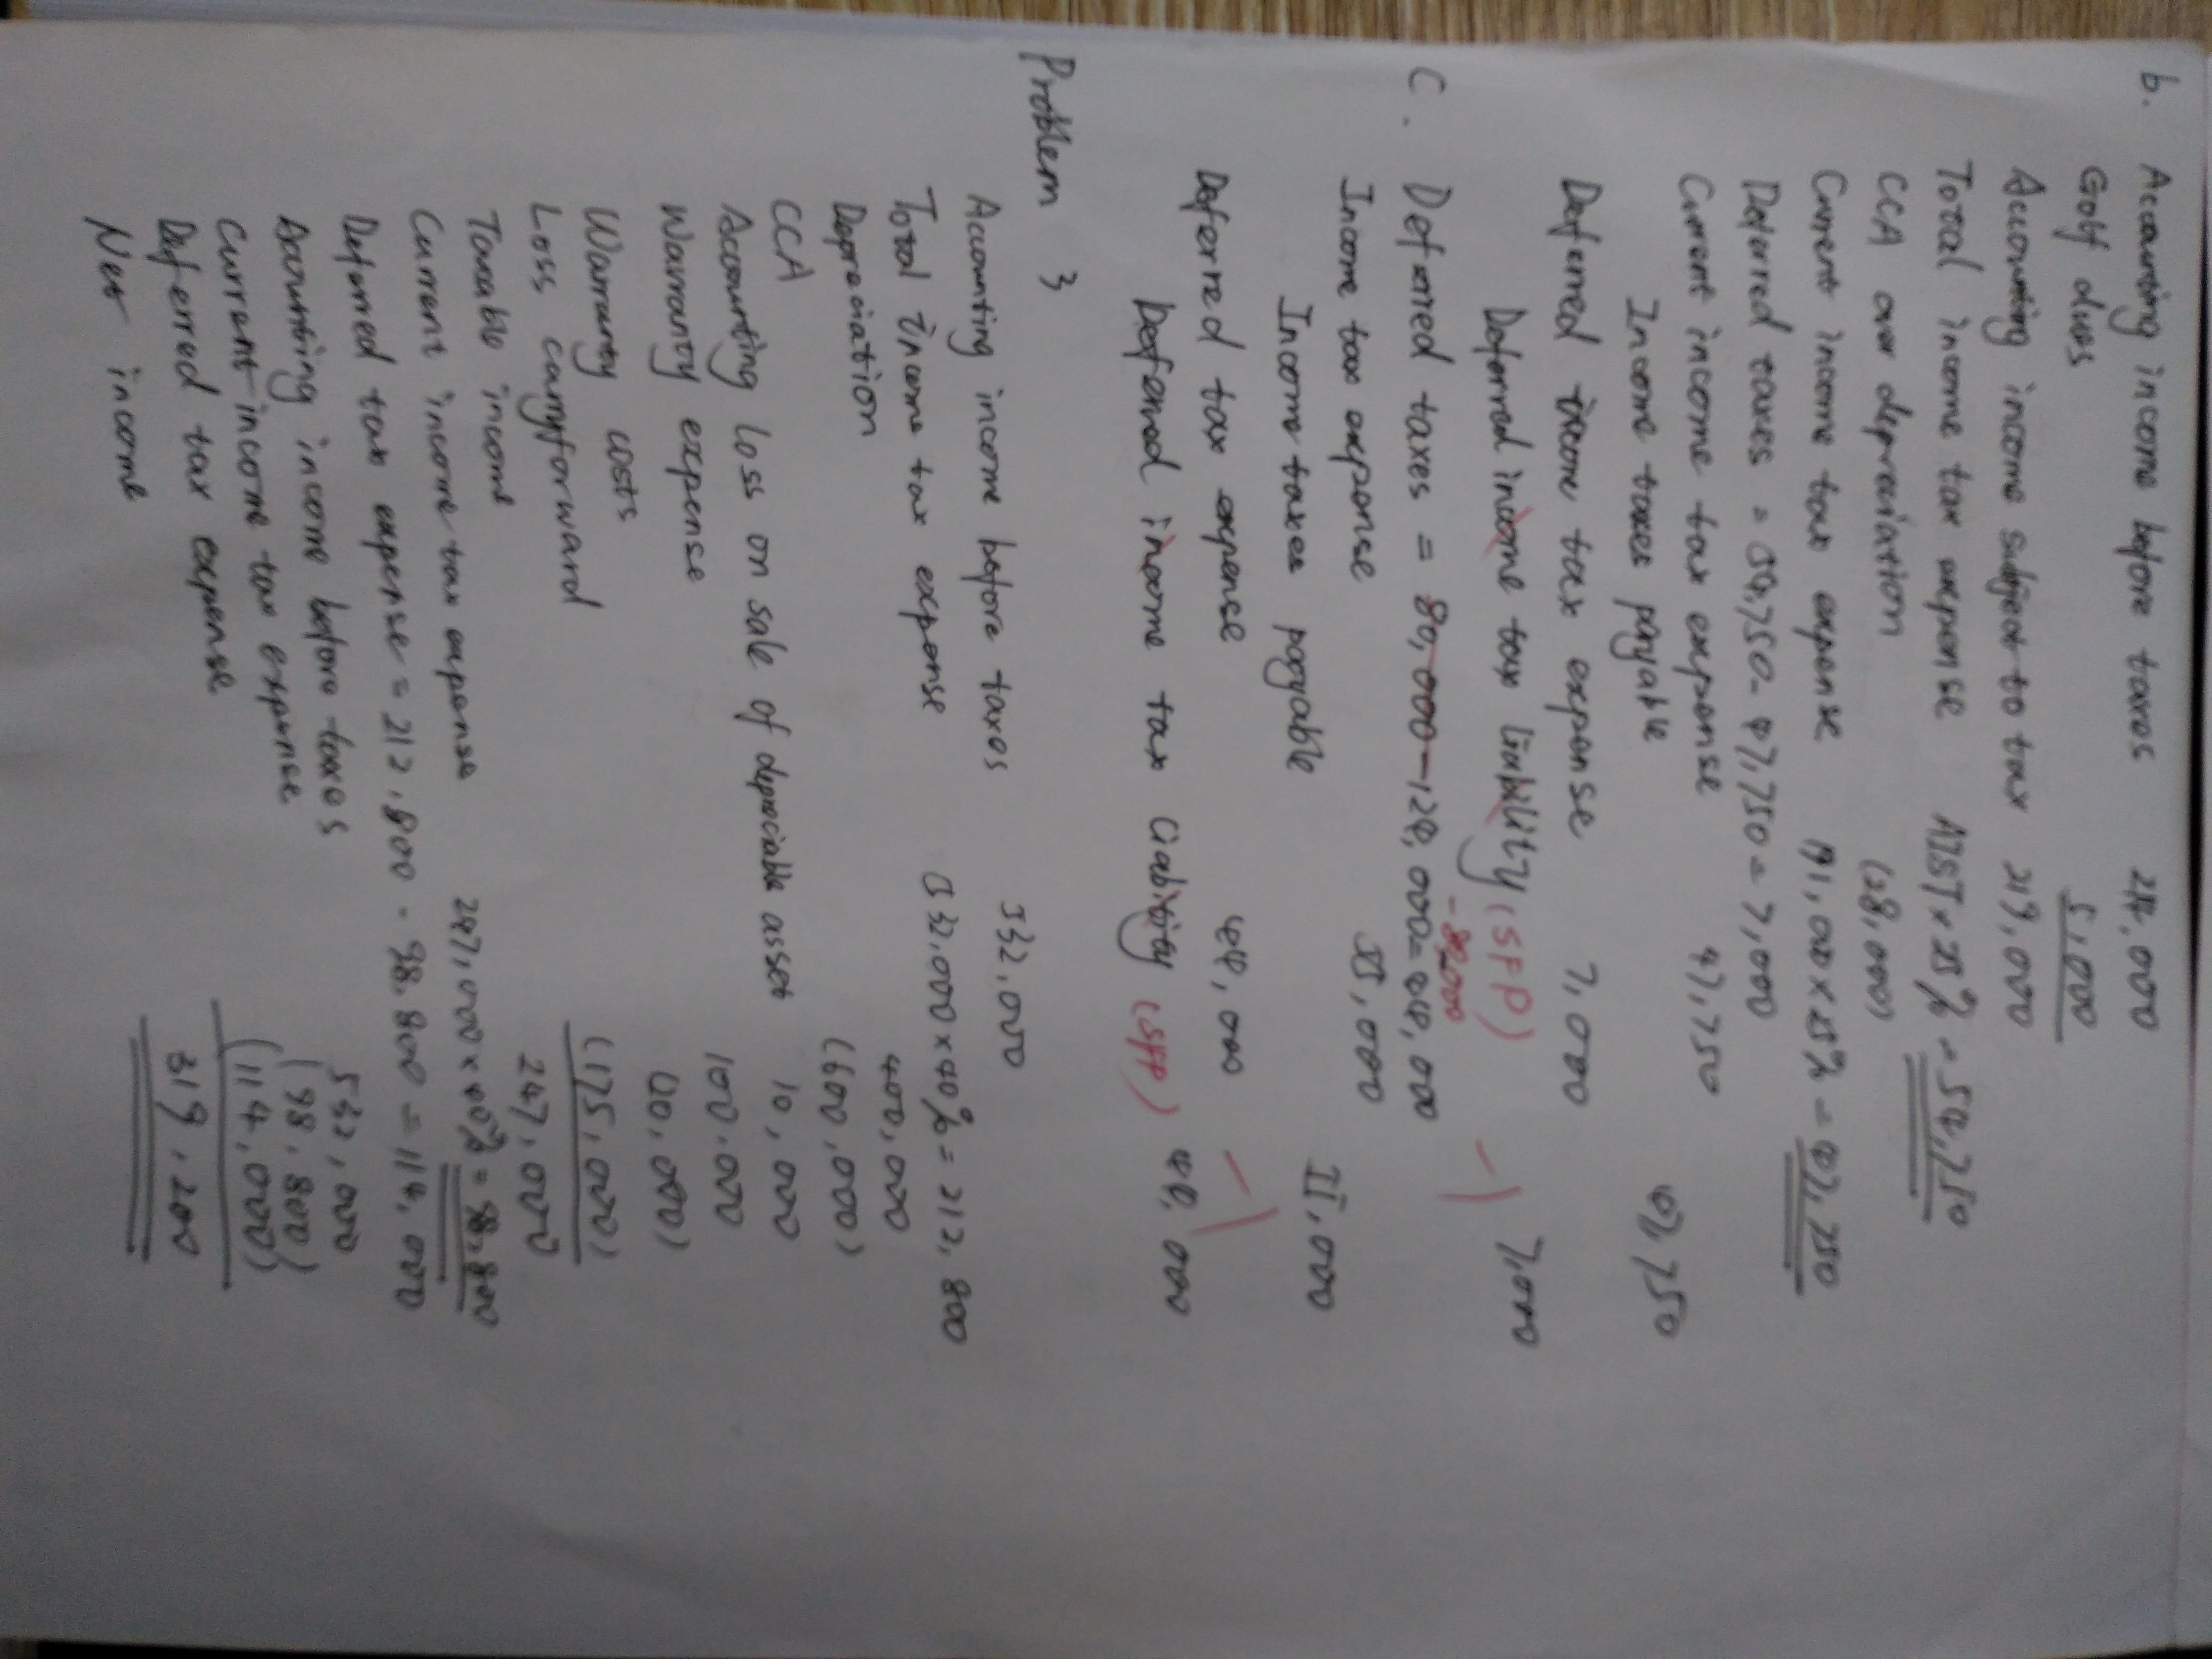 b. Accounting income before taxes 214,000
Golf dues 5,000
Accounting income subject to tax 219,000
Total income tax expense AIST × 25% = 54,750
CCA over depreciation (28,000)
Current income tax expense 191,000 × 25% = 47,750
Deferred taxes = 54,750 - 47,750 = 7,000
Current income tax expense 47,750
Income taxes payable 47,750
Deferred income tax expense 7,000
Deferred income tax liability (SFP) -1 7,000
-80,000
C. Deferred taxes = 80,000 - 124,000 = 44,000
Income tax expense 55,000
Income taxes payable 55,000
Deferred tax expense 44,000 -1
Deferred income tax liability (SFP) 44,000
Problem 3
Accounting income before taxes 532,000
Total income tax expense 532,000 × 40% = 212,800
Depreciation 400,000
CCA (600,000)
Accounting loss on sale of depreciable asset 10,000
Warranty expense 100,000
Warranty costs (20,000)
Loss carryforward (175,000)
Taxable income 247,000
Current income tax expense 247,000 × 40% = 98,800
Deferred tax expense = 212,800 - 98,800 = 114,000
Accounting income before taxes 532,000
Current income tax expense (98,800)
Deferred tax expense (114,000)
Net income 319,200